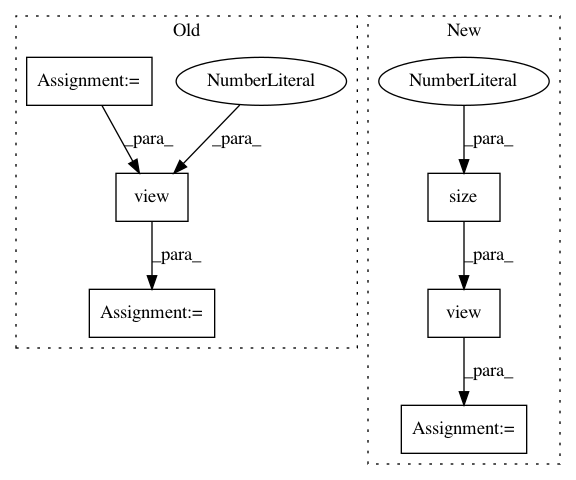 Old
Assignment:=
NumberLiteral
_para_
_para_
view
_para_
Assignment:=
New
NumberLiteral
_para_
size
_para_
view
_para_
Assignment:=